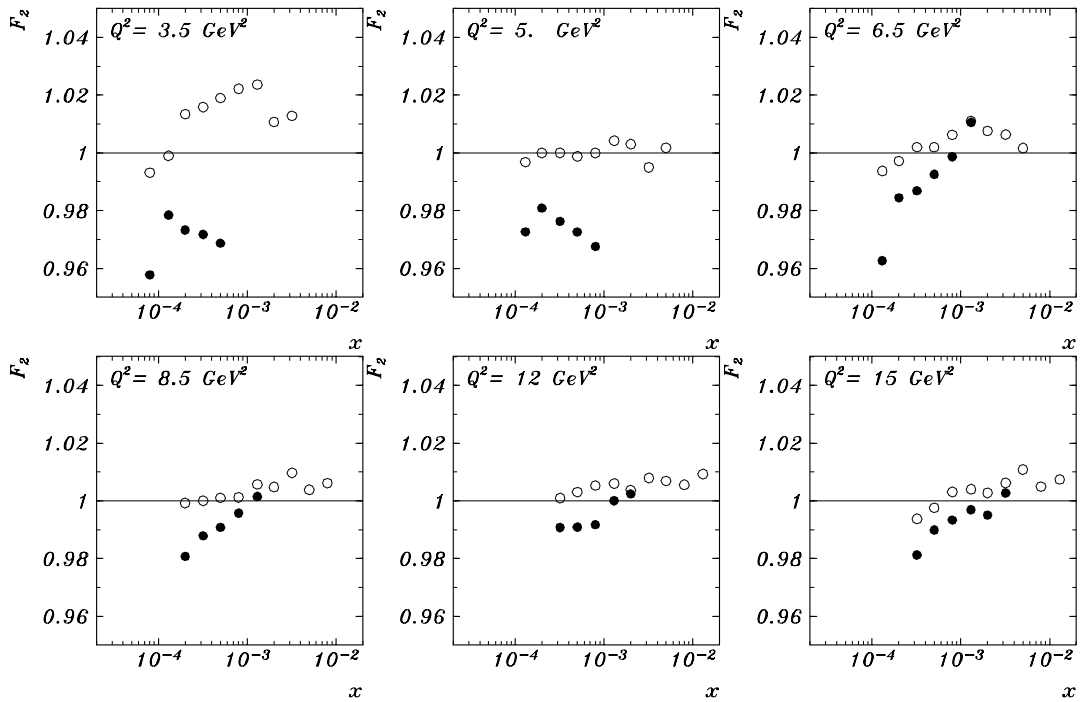 F₂ Q²= 3.5 GeV²
1.04
1.02
1
0.98
0.96
10⁻⁴ 10⁻³ 10⁻²
x
F₂ Q²= 5. GeV²
1.04
1.02
1
0.98
0.96
10⁻⁴ 10⁻³ 10⁻²
x
F₂ Q²= 6.5 GeV²
1.04
1.02
1
0.98
0.96
10⁻⁴ 10⁻³ 10⁻²
x
F₂ Q²= 8.5 GeV²
1.04
1.02
1
0.98
0.96
10⁻⁴ 10⁻³ 10⁻²
x
F₂ Q²= 12 GeV²
1.04
1.02
1
0.98
0.96
10⁻⁴ 10⁻³ 10⁻²
x
F₂ Q²= 15 GeV²
1.04
1.02
1
0.98
0.96
10⁻⁴ 10⁻³ 10⁻²
x